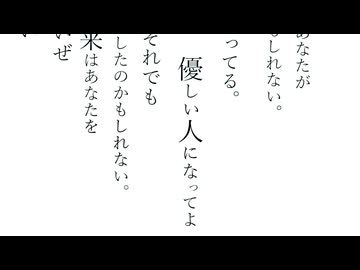 あなたが
しれない。
ってる。
優しい人になってよ
それでも
したのかもしれない。
来はあなたを
いぜ
い